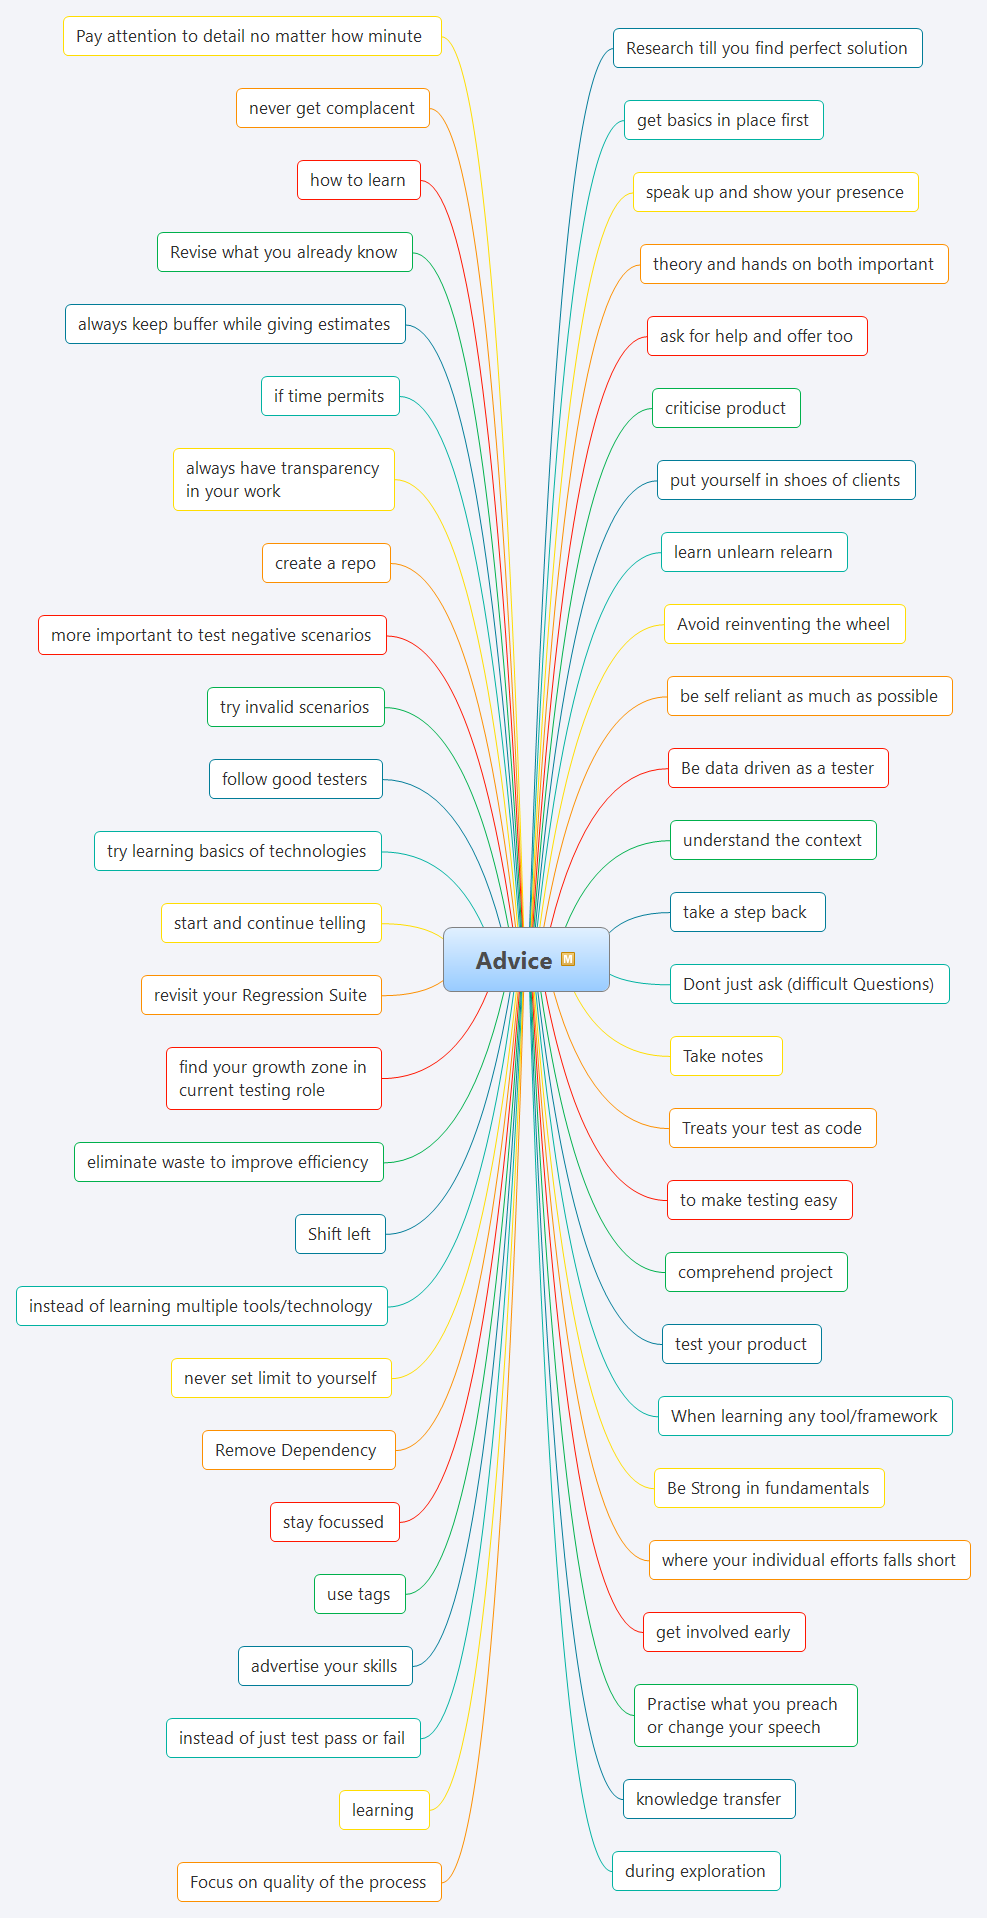 Pay attention to detail no matter how minute
never get complacent
how to learn
Revise what you already know
always keep buffer while giving estimates
if time permits
always have transparency
in your work
create a repo
more important to test negative scenarios
try invalid scenarios
follow good testers
try learning basics of technologies
start and continue telling
revisit your Regression Suite
find your growth zone in
current testing role
eliminate waste to improve efficiency
Shift left
instead of learning multiple tools/technology
never set limit to yourself
Remove Dependency
stay focussed
use tags
advertise your skills
instead of just test pass or fail
learning
Focus on quality of the process
Advice M
Research till you find perfect solution
get basics in place first
speak up and show your presence
theory and hands on both important
ask for help and offer too
criticise product
put yourself in shoes of clients
learn unlearn relearn
Avoid reinventing the wheel
be self reliant as much as possible
Be data driven as a tester
understand the context
take a step back
Dont just ask (difficult Questions)
Take notes
Treats your test as code
to make testing easy
comprehend project
test your product
When learning any tool/framework
Be Strong in fundamentals
where your individual efforts falls short
get involved early
Practise what you preach
or change your speech
knowledge transfer
during exploration